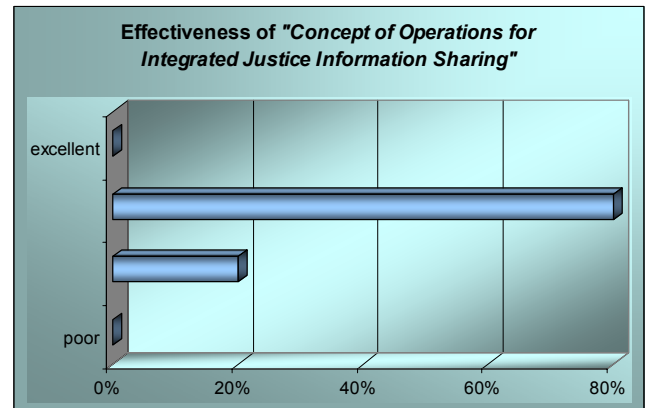 Effectiveness of "Concept of Operations for
Integrated Justice Information Sharing"
excellent
poor
0%
20%
40%
60%
80%